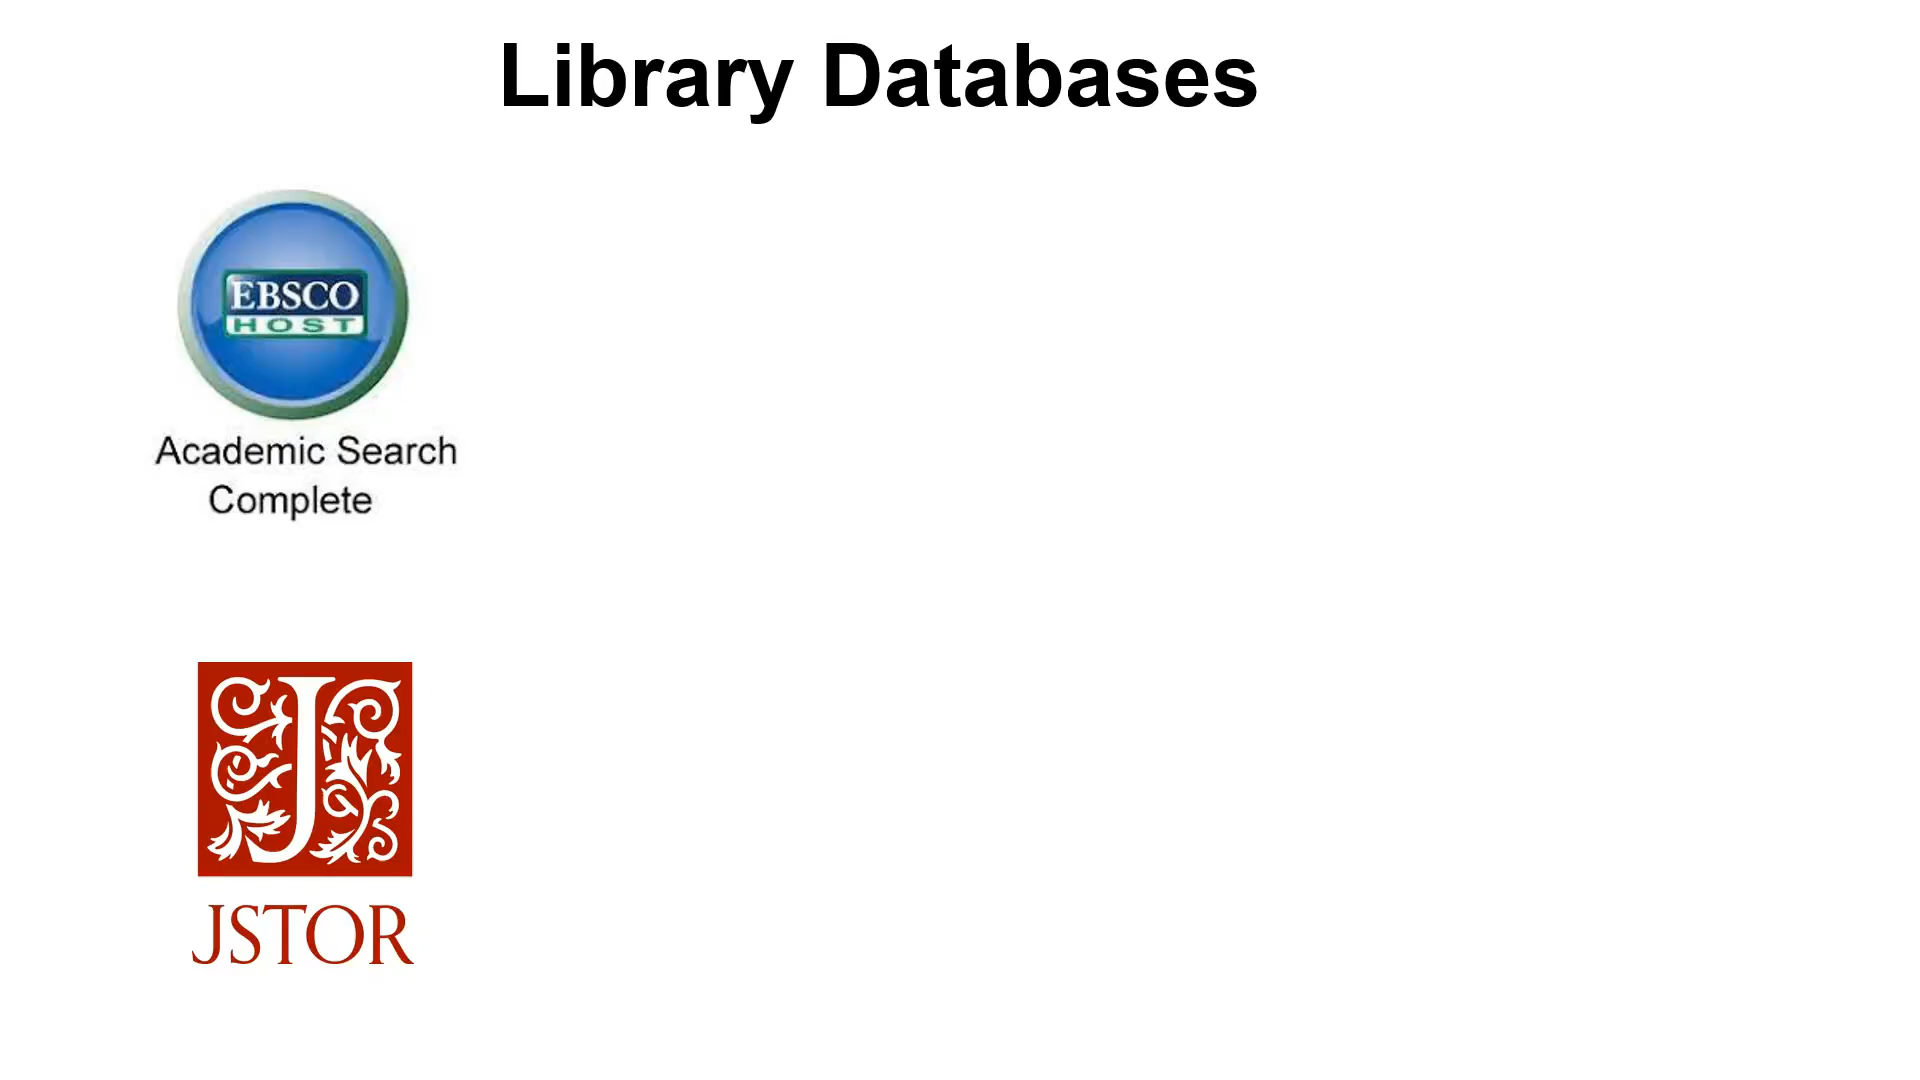 Library Databases
EBSCO
HOST
Academic Search
Complete
J
JSTOR